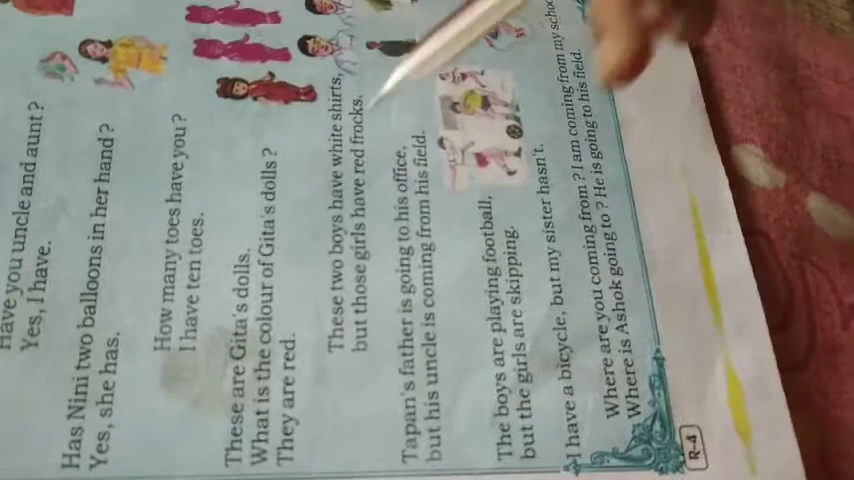 Have you uncle and aunt ?
Yes, I have.
Has Nini two balloons in her hand ?
Yes, she has.
How many toes have you ?
I have ten toes.
These are Gita's dolls.
What is the colour of Gita's dolls ?
They are red.
These two boys have white shirts,
but those girls have red frocks.
Tapan's father is going to his office,
but his uncle is coming from his field.
The boys are playing football,
but the girls are skipping.
I have a bicycle, but my sister hasn't.
Where are you coming from ? I am coming from my
Where is Ashok going to ? He is going to his field.
R-4